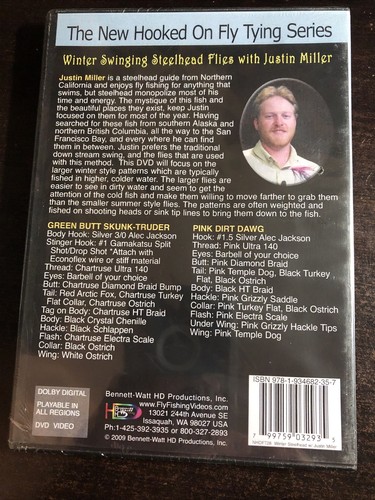 The New Hooked On Fly Tying Series
Winter Swinging Steelhead Flies with Justin Miller
Justin Miller is a steelhead guide from Northern
California and enjoys fly fishing for anything that
swims, but steelhead monopolize most of his
time and energy. The mystique of this fish and
the beautiful places they exist, keep Justin
focused on them for most of the year. Having
searched for these fish from southern Alaska and
northern British Columbia, all the way to the San
Francisco Bay, and every where he can find
them in between. Justin prefers the traditional
down stream swing, and the flies that are used
with this method. This DVD will focus on the
larger winter style patterns which are typically
fished in higher, colder water. The larger flies are
easier to see in dirty water and seem to get the
attention of the cold fish and make them willing to move farther to grab them
than the smaller summer style flies. The patterns are often weighted and
fished on shooting heads or sink tip lines to bring them down to the fish.
GREEN BUTT SKUNK-TRUDER
Body Hook: Silver 3/0 Alec Jackson
Stinger Hook: #1 Gamakatsu Split
Shot/Drop Shot *Attach with
Econoflex wire or stiff material
Thread: Chartruse Ultra 140
Eyes: Barbell of your choice
Butt: Chartruse Diamond Braid Bump
Tail: Red Arctic Fox, Chartruse Turkey
Flat Collar, Chartruse Ostrich
Tag on Body: Chartruse HT Braid
Body: Black Crystal Chenille
Hackle: Black Schlappen
Flash: Chartruse Electra Scale
Collar: Black Ostrich
Wing: White Ostrich
PINK DIRT DAWG
Hook: #1.5 Silver Alec Jackson
Thread: Pink Ultra 140
Eyes: Barbell of your choice
Butt: Pink Diamond Braid
Tail: Pink Temple Dog, Black Turkey
Flat, Black Ostrich
Body: Black HT Braid
Hackle: Pink Grizzly Saddle
Collar: Pink Turkey Flat, Black Ostrich
Flash: Pink Electra Scale
Under Wing: Pink Grizzly Hackle Tips
Wing: Pink Temple Dog
DOLBY DIGITAL
PLAYABLE IN
ALL REGIONS
DVD VIDEO
Bennett-Watt HD Productions, Inc.
www.FlyFishingVideos.com
13021 244th Avenue SE
Issaquah, WA 98027 USA
Ph:1-425-392-3935 or 800-327-2893
© 2009 Bennett-Watt HD Productions, Inc.
ISBN 978-1-934682-35-7
7 99759 03293 5
Winter Steelhead w/ Justin Miller